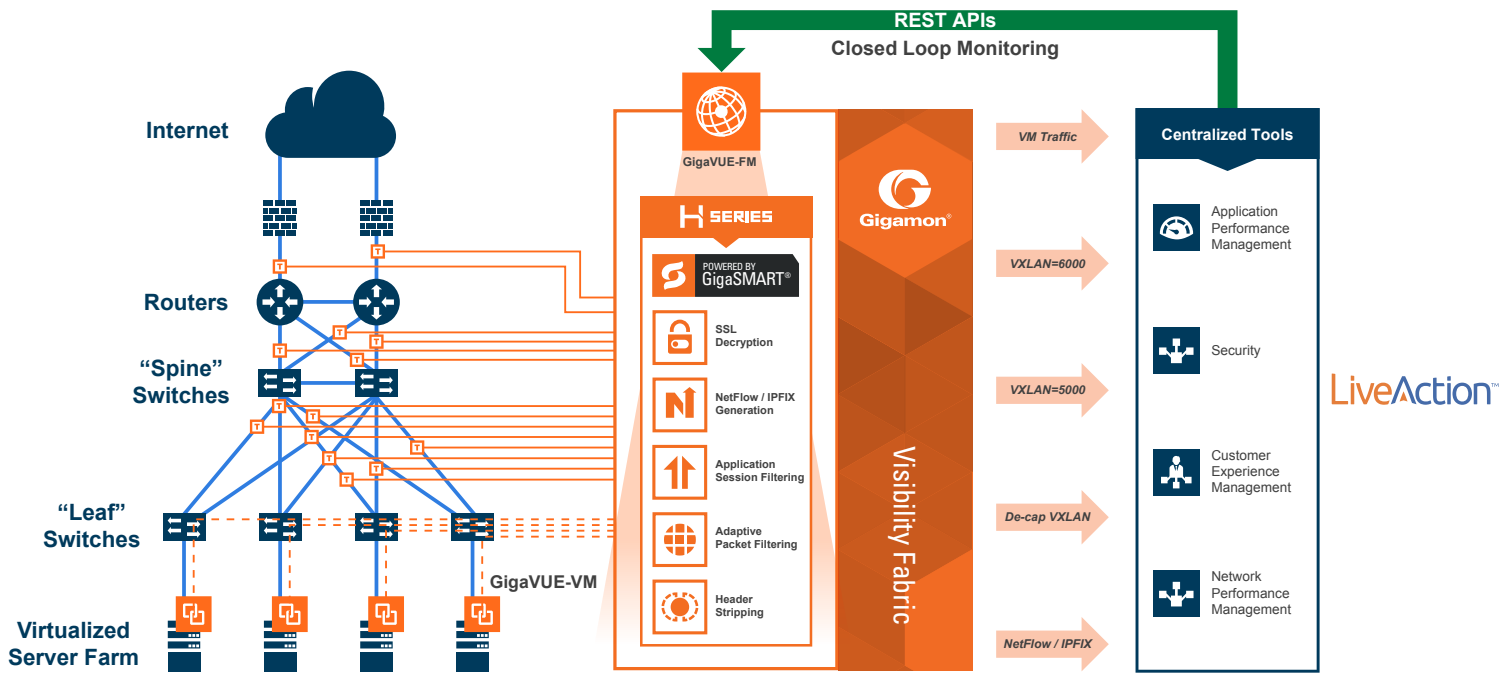 REST APIs
Closed Loop Monitoring
Internet
Routers
“Spine”
Switches
“Leaf”
Switches
Virtualized
Server Farm
T
T
T
T
T
T
T
T
T
T
T
T
T
T
GigaVUE-VM
GigaVUE-FM
H SERIES
POWERED BY
GigaSMART®
SSL
Decryption
N
NetFlow / IPFIX
Generation
Application
Session Filtering
Adaptive
Packet Filtering
Header
Stripping
Gigamon®
Visibility Fabric
VM Traffic
VXLAN=6000
VXLAN=5000
De-cap VXLAN
NetFlow / IPFIX
Centralized Tools
Application
Performance
Management
Security
Customer
Experience
Management
Network
Performance
Management
LiveAction™